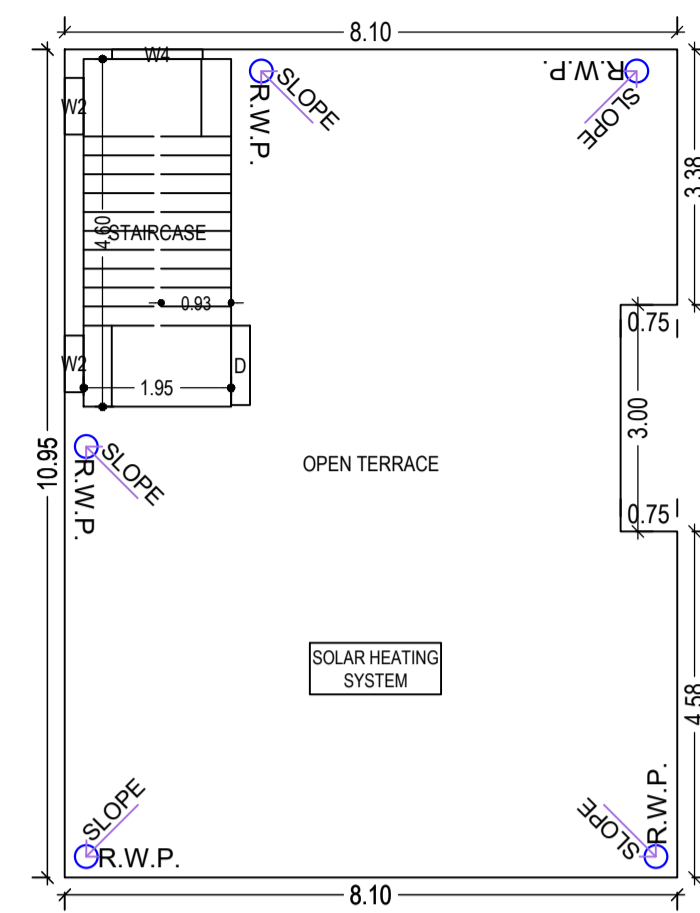 8.10
W4
W2
SLOPE
R.W.P.
R.W.P.
SLOPE
3.38
4.60
STAIRCASE
0.93
0.75
W2
D
1.95
3.00
10.95
SLOPE
R.W.P.
OPEN TERRACE
0.75
SOLAR HEATING
SYSTEM
4.58
SLOPE
R.W.P.
SLOPE
R.W.P.
8.10